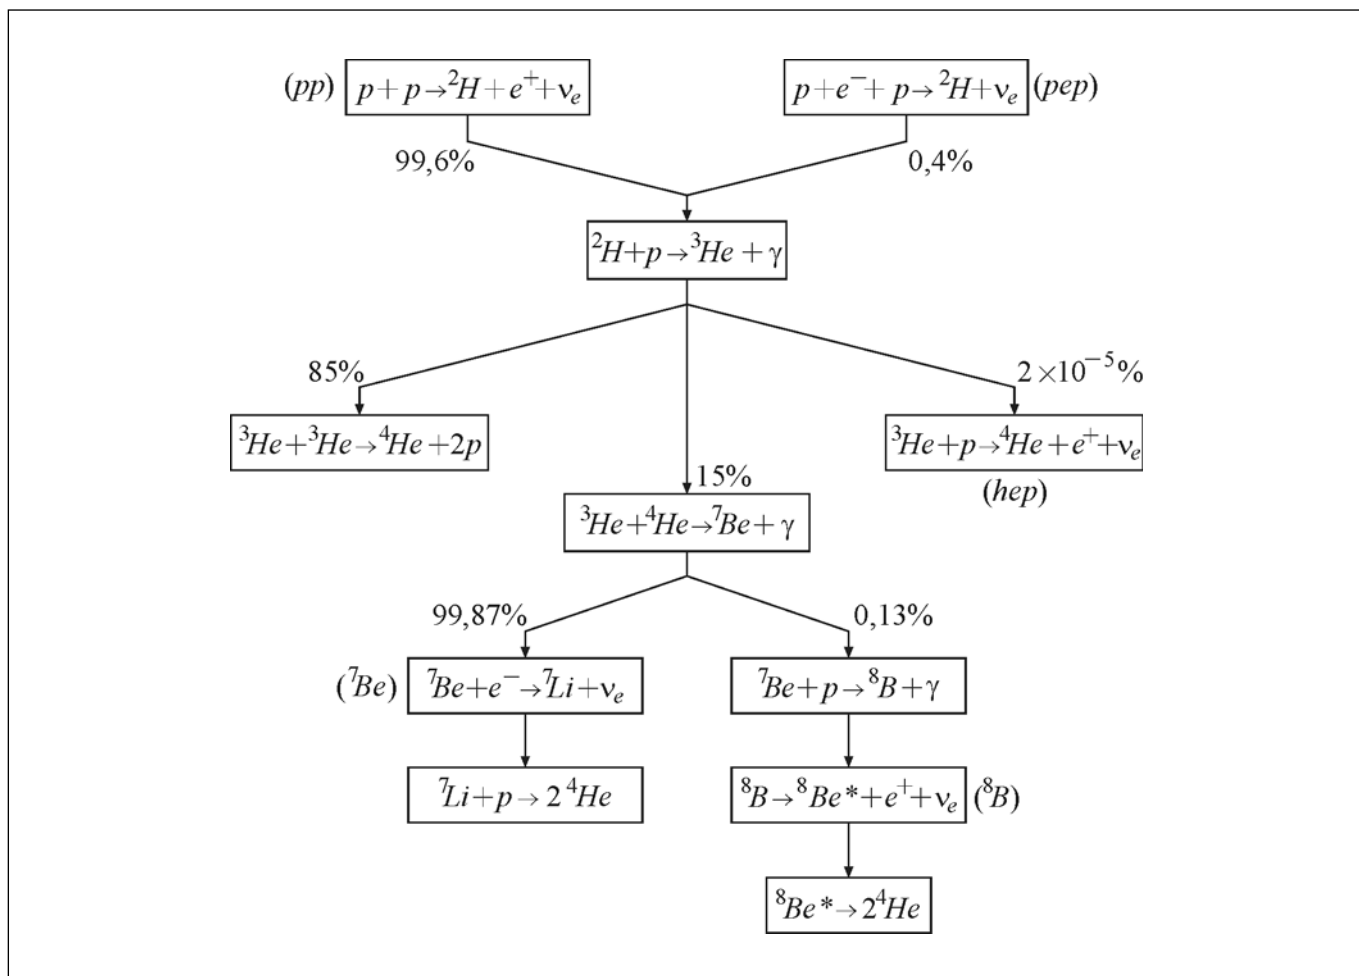 (pp) p + p → ²H + e⁺ + νₑ
p + e⁻ + p → ²H + νₑ (pep)
99,6%
0,4%
²H + p → ³He + γ
85%
2 × 10⁻⁵%
³He + ³He → ⁴He + 2p
³He + p → ⁴He + e⁺ + νₑ
(hep)
15%
³He + ⁴He → ⁷Be + γ
99,87%
0,13%
(⁷Be) ⁷Be + e⁻ → ⁷Li + νₑ
⁷Be + p → ⁸B + γ
⁷Li + p → 2 ⁴He
⁸B → ⁸Be* + e⁺ + νₑ (⁸B)
⁸Be* → 2⁴He